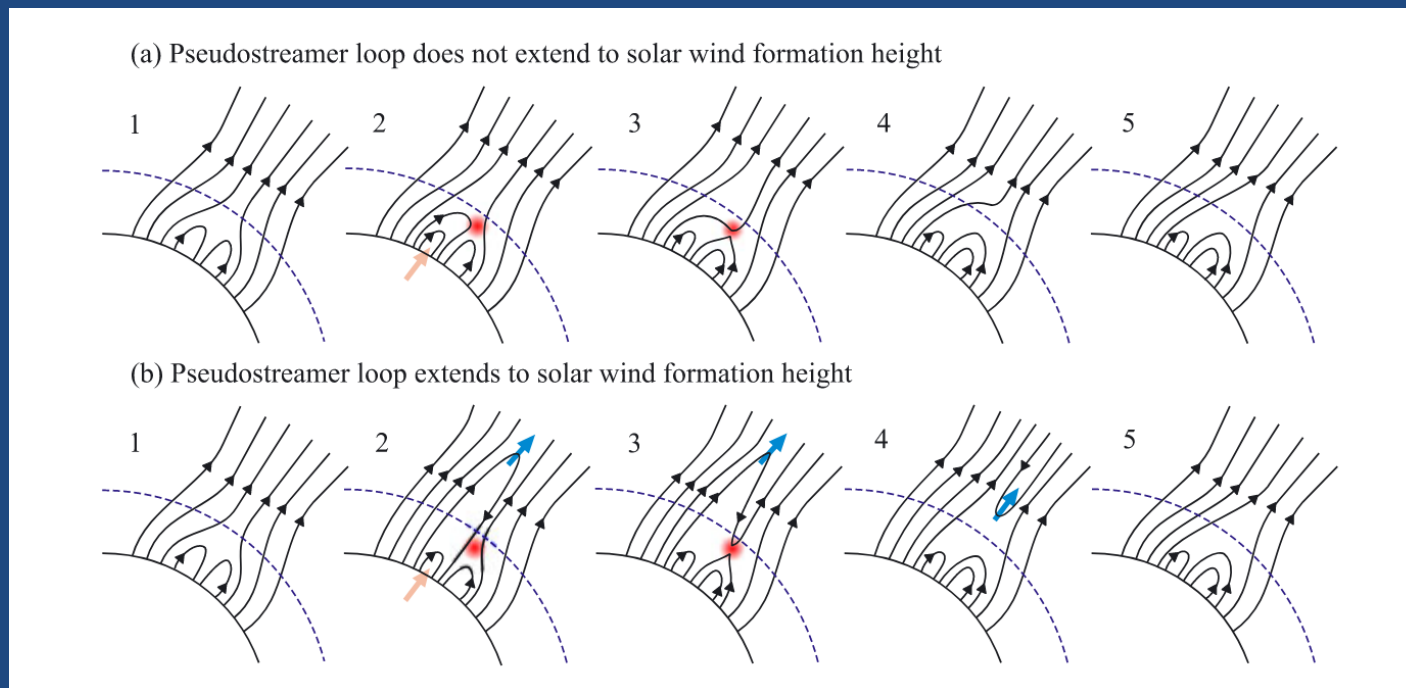 (a) Pseudostreamer loop does not extend to solar wind formation height
1 2 3 4 5
(b) Pseudostreamer loop extends to solar wind formation height
1 2 3 4 5